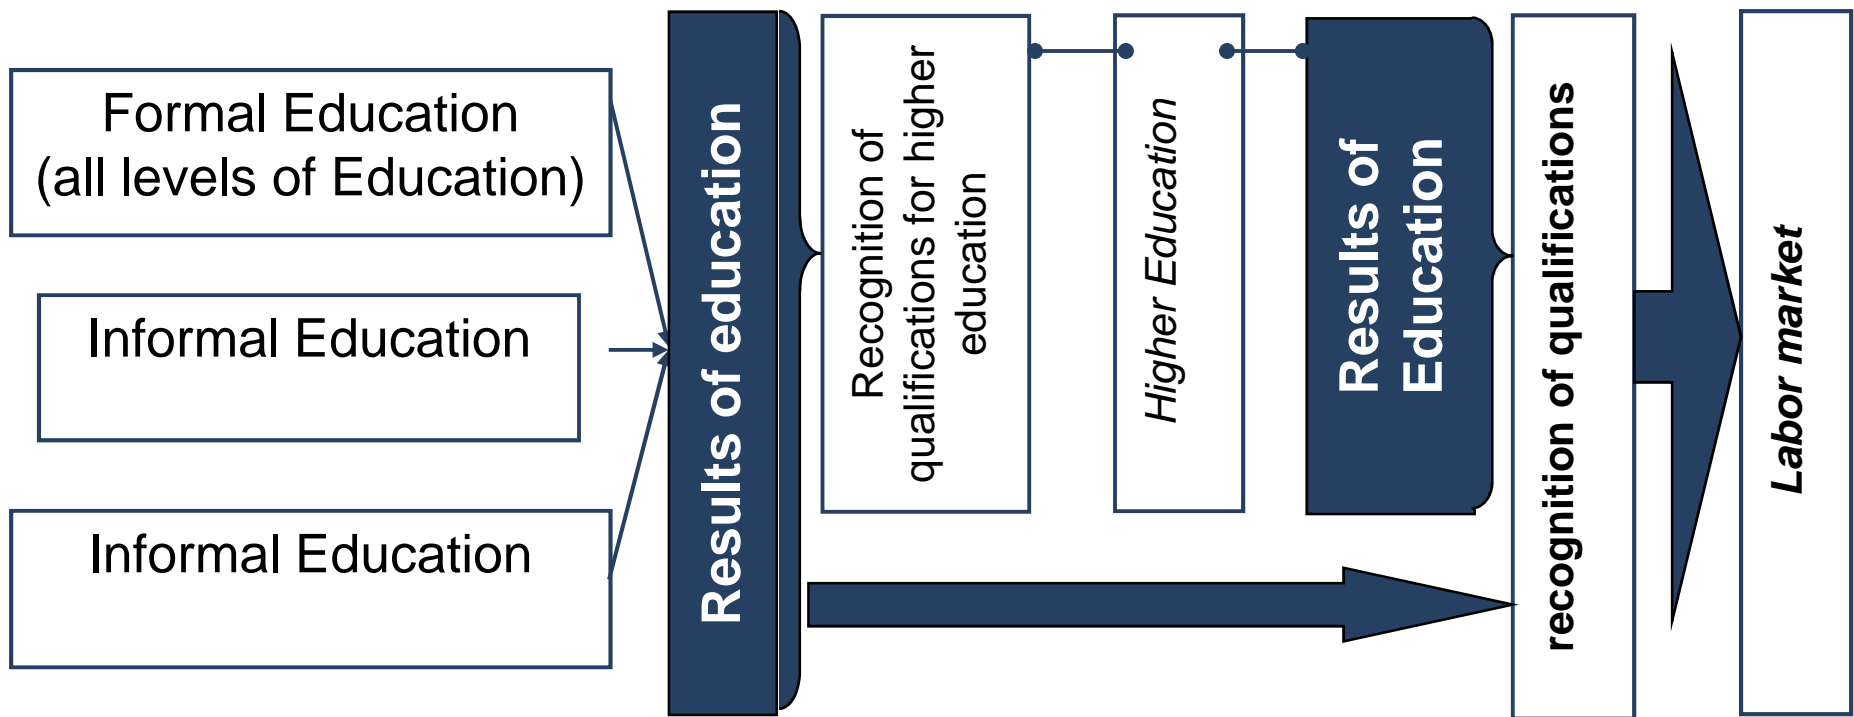 Formal Education
(all levels of Education)
Informal Education
Informal Education
Results of education
Recognition of
qualifications for higher
education
Higher Education
Results of
Education
recognition of qualifications
Labor market